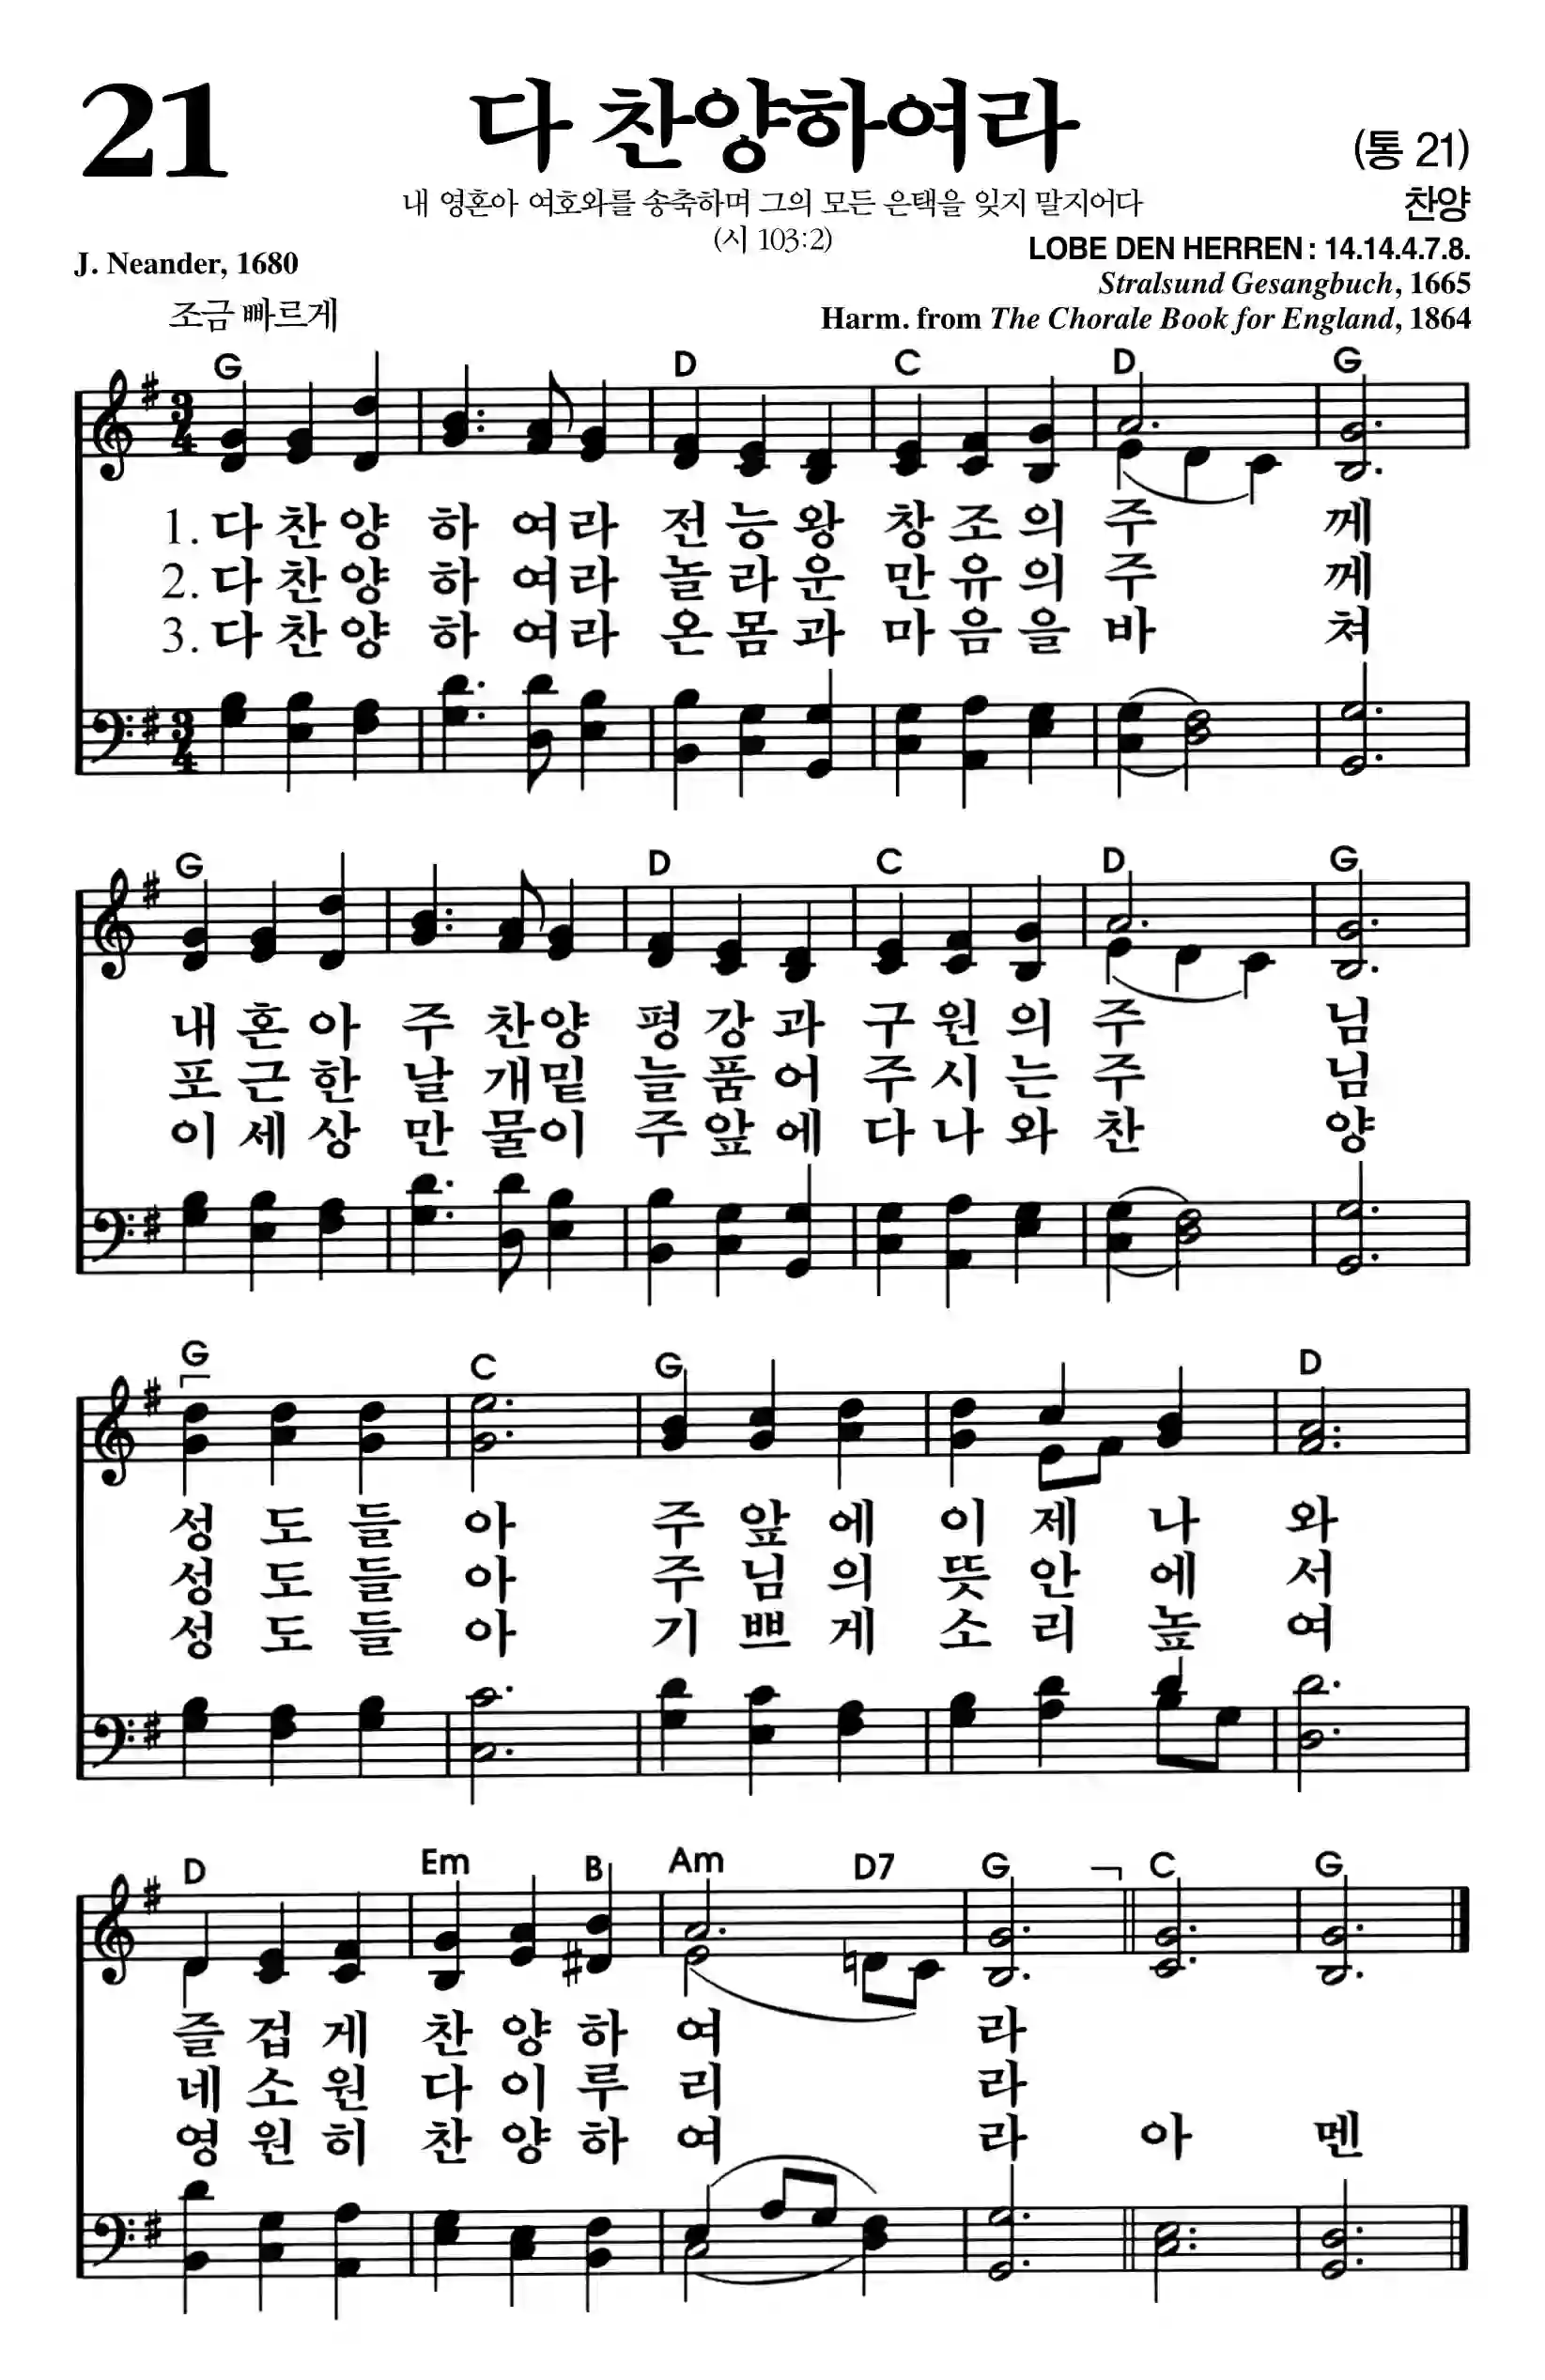 21
다 찬양하여라
(통 21)
내 영혼아 여호와를 송축하며 그의 모든 은택을 잊지 말지어다
찬양
(시 103:2)
LOBE DEN HERREN : 14.14.4.7.8.
J. Neander, 1680
Stralsund Gesangbuch, 1665
조금 빠르게
Harm. from The Chorale Book for England, 1864
G D C D G
3 4
1. 다 찬 양 하 여 라 전 능 왕 창 조 의 주 께
2. 다 찬 양 하 여 라 놀 라 운 만 유 의 주 께
3. 다 찬 양 하 여 라 온 몸 과 마 음 을 바 쳐
3 4
G D C D G
내 혼 아 주 찬 양 평 강 과 구 원 의 주 님
포 근 한 날 개 밑 늘 품 어 주 시 는 주 님
이 세 상 만 물 이 주 앞 에 다 나 와 찬 양
G C G D
성 도 들 아 주 앞 에 이 제 나 와
성 도 들 아 주 님 의 뜻 안 에 서
성 도 들 아 기 쁘 게 소 리 높 여
D Em B Am D7 G C G
즐 겁 게 찬 양 하 여 라
네 소 원 다 이 루 리 라
영 원 히 찬 양 하 여 라 아 멘